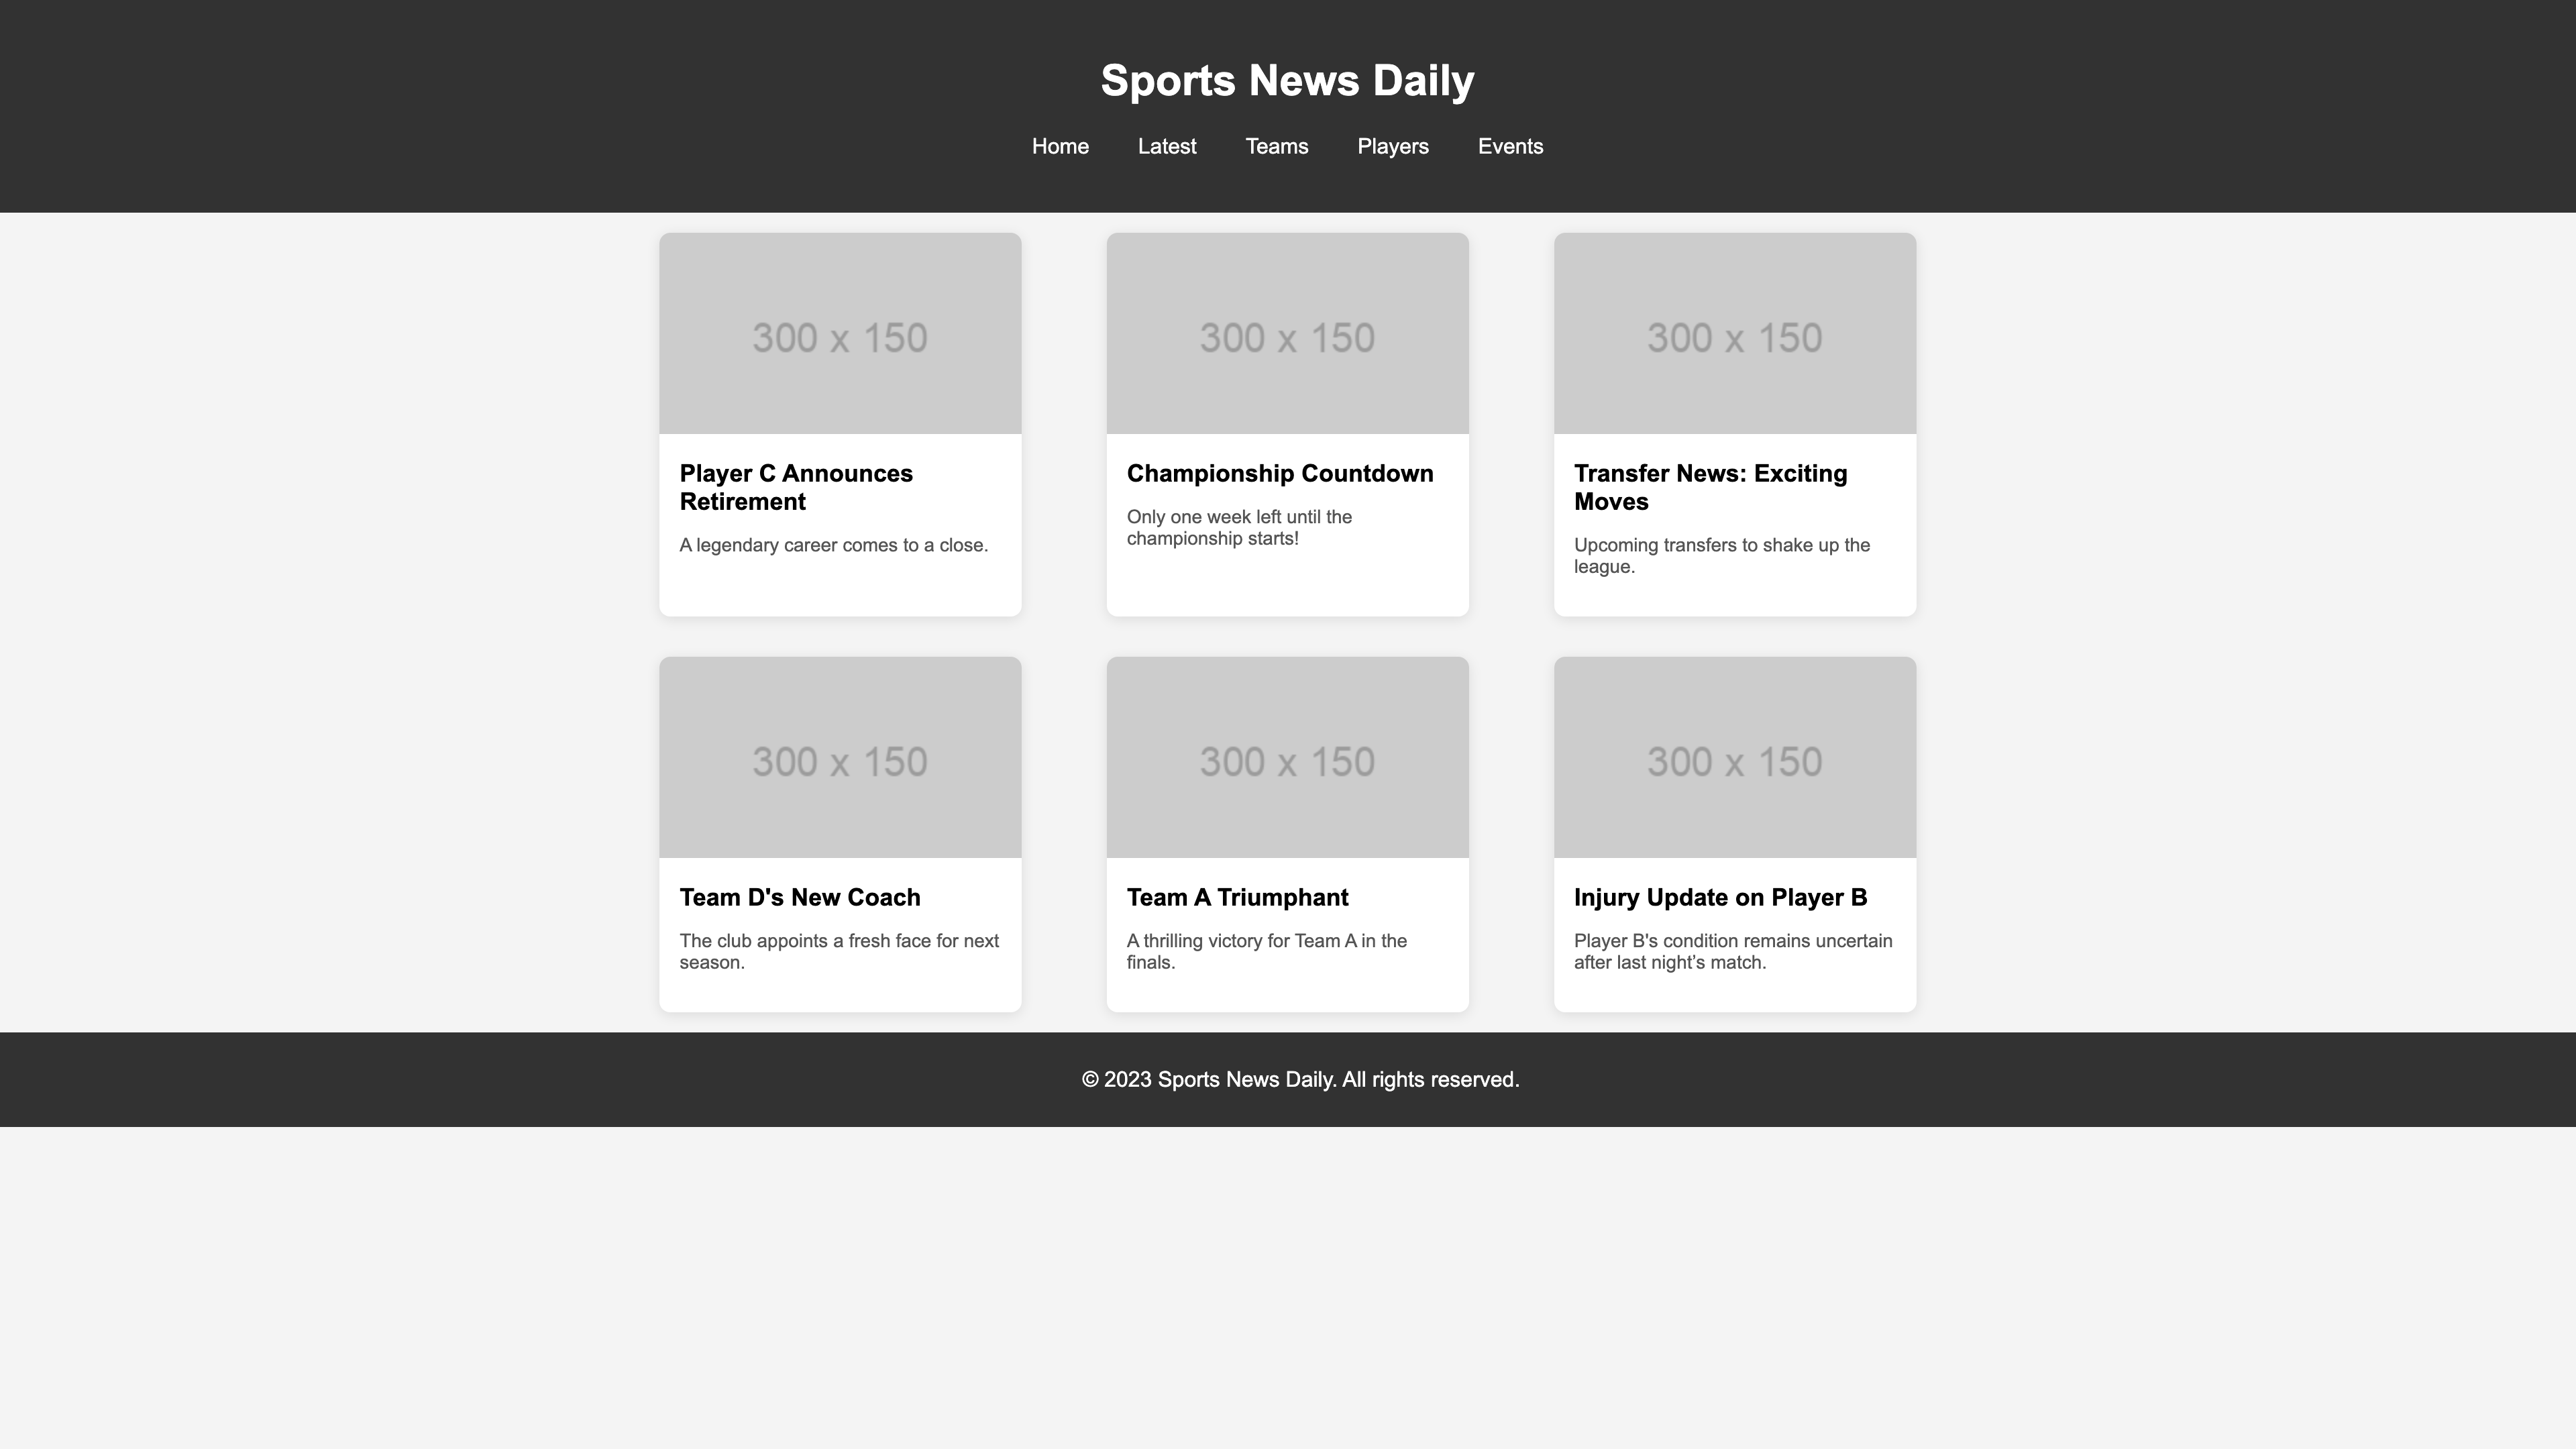 Sports News Daily
Home Latest Teams Players Events
300 x 150
Player C Announces
Retirement
A legendary career comes to a close.
300 x 150
Championship Countdown
Only one week left until the
championship starts!
300 x 150
Transfer News: Exciting
Moves
Upcoming transfers to shake up the
league.
300 x 150
Team D's New Coach
The club appoints a fresh face for next
season.
300 x 150
Team A Triumphant
A thrilling victory for Team A in the
finals.
300 x 150
Injury Update on Player B
Player B's condition remains uncertain
after last night’s match.
© 2023 Sports News Daily. All rights reserved.